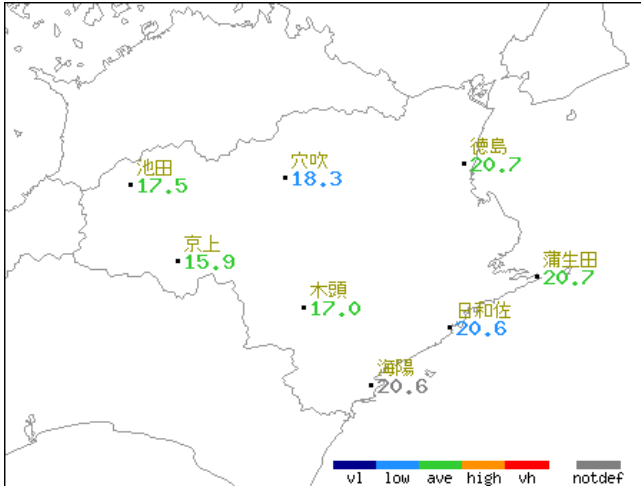 徳島
20.7
池田
17.5
穴吹
18.3
京上
15.9
蒲生田
20.7
木頭
17.0
日和佐
20.6
海陽
20.6
vl low ave high vh notdef